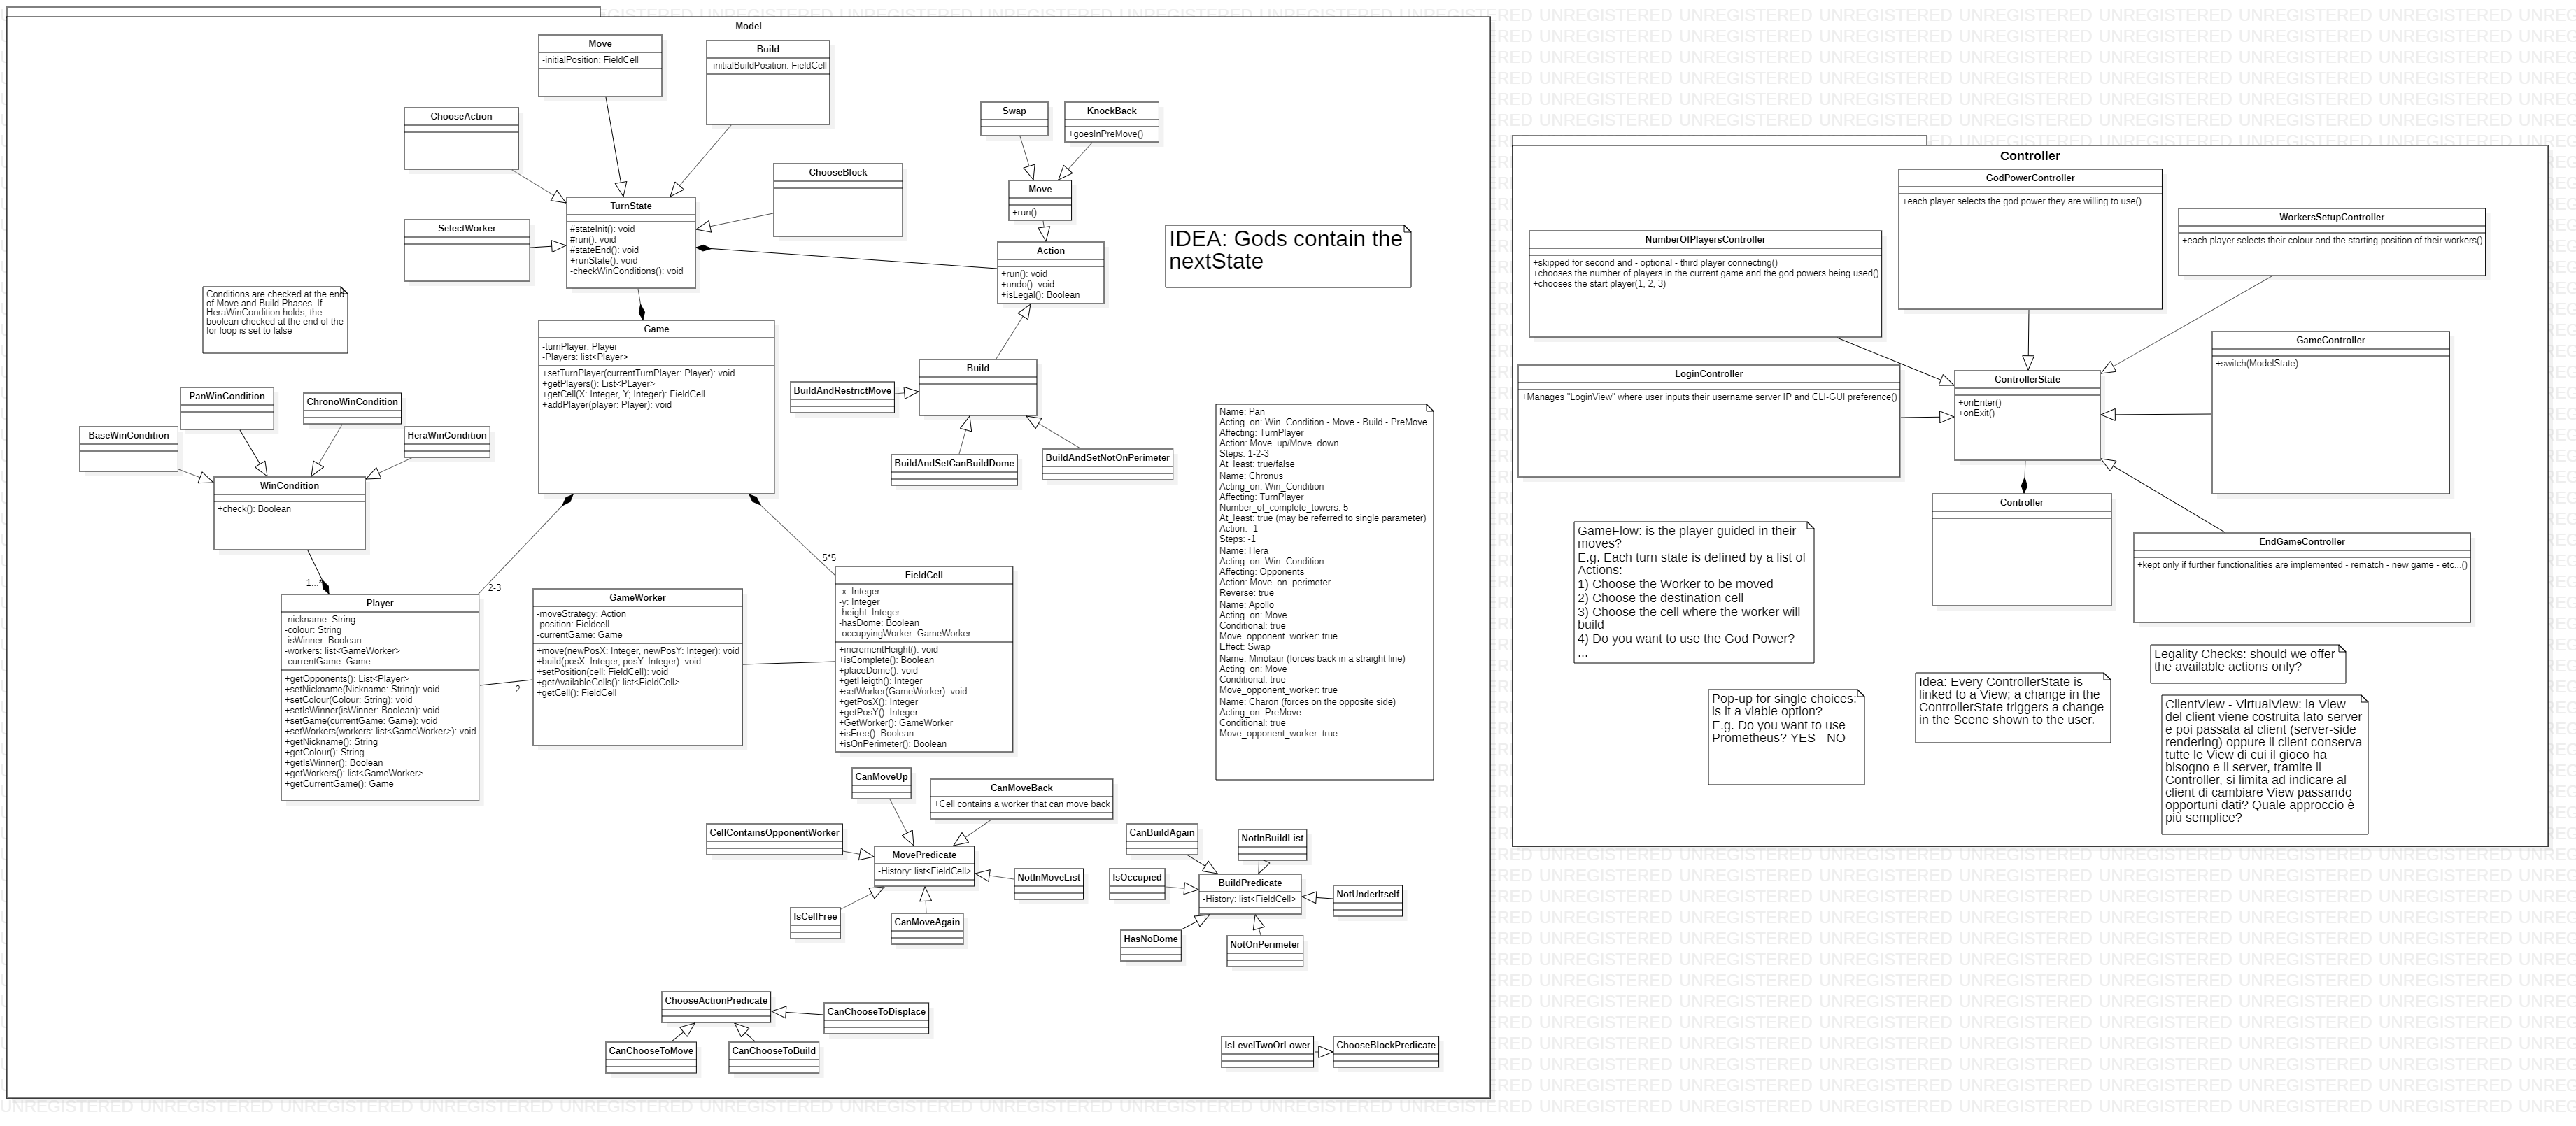 Model
Move
-initialPosition: FieldCell
Build
-initialBuildPosition: FieldCell
ChooseAction
ChooseBlock
SelectWorker
TurnState
#stateInit(): void
#run(): void
#stateEnd(): void
+runState(): void
-checkWinConditions(): void
Swap
KnockBack
+goesInPreMove()
Move
+run()
Action
+run(): void
+undo(): void
+isLegal(): Boolean
IDEA: Gods contain the
nextState
Conditions are checked at the end
of Move and Build Phases. If
HeraWinCondition holds, the
boolean checked at the end of the
for loop is set to false
Game
-turnPlayer: Player
-Players: list<Player>
+setTurnPlayer(currentTurnPlayer: Player): void
+getPlayers(): List<PLayer>
+getCell(X: Integer, Y; Integer): FieldCell
+addPlayer(player: Player): void
Build
BuildAndRestrictMove
BuildAndSetCanBuildDome
BuildAndSetNotOnPerimeter
PanWinCondition
ChronoWinCondition
BaseWinCondition
HeraWinCondition
WinCondition
+check(): Boolean
1...*
2-3
5*5
2
Player
-nickname: String
-colour: String
-isWinner: Boolean
-workers: list<GameWorker>
-currentGame: Game
+getOpponents(): List<Player>
+setNickname(Nickname: String): void
+setColour(Colour: String): void
+setIsWinner(isWinner: Boolean): void
+setGame(currentGame: Game): void
+setWorkers(workers: list<GameWorker>): void
+getNickname(): String
+getColour(): String
+getIsWinner(): Boolean
+getWorkers(): list<GameWorker>
+getCurrentGame(): Game
GameWorker
-moveStrategy: Action
-position: Fieldcell
-currentGame: Game
+move(newPosX: Integer, newPosY: Integer): void
+build(posX: Integer, posY: Integer): void
+setPosition(cell: FieldCell): void
+getAvailableCells(): list<FieldCell>
+getCell(): FieldCell
FieldCell
-x: Integer
-y: Integer
-height: Integer
-hasDome: Boolean
-occupyingWorker: GameWorker
+incrementHeight(): void
+isComplete(): Boolean
+placeDome(): void
+getHeigth(): Integer
+setWorker(GameWorker): void
+getPosX(): Integer
+getPosY(): Integer
+GetWorker(): GameWorker
+isFree(): Boolean
+isOnPerimeter(): Boolean
Name: Pan
Acting_on: Win_Condition - Move - Build - PreMove
Affecting: TurnPlayer
Action: Move_up/Move_down
Steps: 1-2-3
At_least: true/false
Name: Chronus
Acting_on: Win_Condition
Affecting: TurnPlayer
Number_of_complete_towers: 5
At_least: true (may be referred to single parameter)
Action: -1
Steps: -1
Name: Hera
Acting_on: Win_Condition
Affecting: Opponents
Action: Move_on_perimeter
Reverse: true
Name: Apollo
Acting_on: Move
Conditional: true
Move_opponent_worker: true
Effect: Swap
Name: Minotaur (forces back in a straight line)
Acting_on: Move
Conditional: true
Move_opponent_worker: true
Name: Charon (forces on the opposite side)
Acting_on: PreMove
Conditional: true
Move_opponent_worker: true
CanMoveUp
CanMoveBack
+Cell contains a worker that can move back
CellContainsOpponentWorker
MovePredicate
-History: list<FieldCell>
NotInMoveList
IsCellFree
CanMoveAgain
CanBuildAgain
NotInBuildList
IsOccupied
BuildPredicate
-History: list<FieldCell>
NotUnderItself
HasNoDome
NotOnPerimeter
ChooseActionPredicate
CanChooseToDisplace
CanChooseToMove
CanChooseToBuild
IsLevelTwoOrLower
ChooseBlockPredicate
Controller
GodPowerController
+each player selects the god power they are willing to use()
WorkersSetupController
+each player selects their colour and the starting position of their workers()
NumberOfPlayersController
+skipped for second and - optional - third player connecting()
+chooses the number of players in the current game and the god powers being used()
+chooses the start player(1, 2, 3)
GameController
+switch(ModelState)
LoginController
+Manages "LoginView" where user inputs their username server IP and CLI-GUI preference()
ControllerState
+onEnter()
+onExit()
Controller
EndGameController
+kept only if further functionalities are implemented - rematch - new game - etc...()
GameFlow: is the player guided in their
moves?
E.g. Each turn state is defined by a list of
Actions:
1) Choose the Worker to be moved
2) Choose the destination cell
3) Choose the cell where the worker will
build
4) Do you want to use the God Power?
...
Pop-up for single choices:
is it a viable option?
E.g. Do you want to use
Prometheus? YES - NO
Idea: Every ControllerState is
linked to a View; a change in the
ControllerState triggers a change
in the Scene shown to the user.
Legality Checks: should we offer
the available actions only?
ClientView - VirtualView: la View
del client viene costruita lato server
e poi passata al client (server-side
rendering) oppure il client conserva
tutte le View di cui il gioco ha
bisogno e il server, tramite il
Controller, si limita ad indicare al
client di cambiare View passando
opportuni dati? Quale approccio è
più semplice?